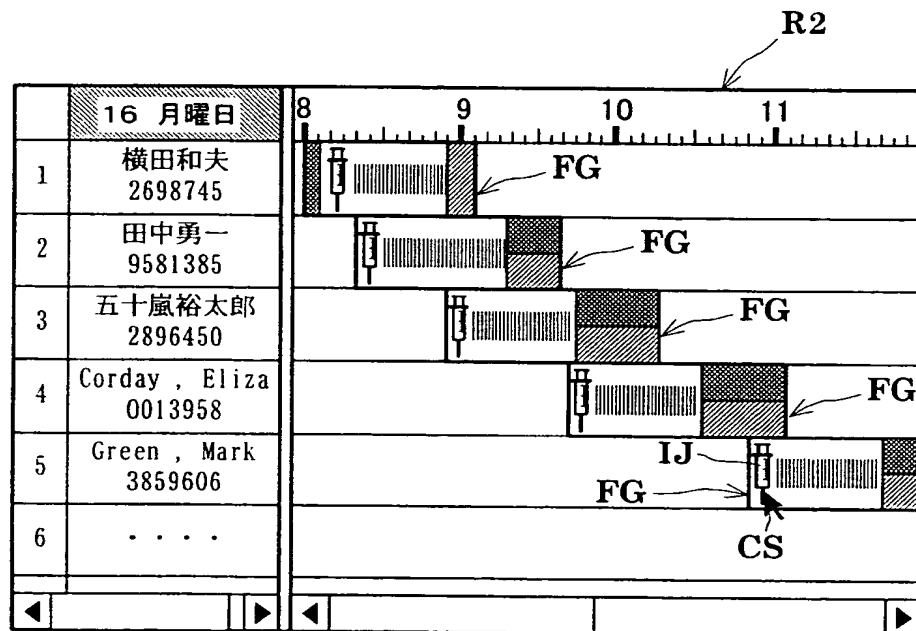 R2
16 月曜日
8 9 10 11
1
横田和夫
2698745
FG
2
田中勇一
9581385
FG
3
五十嵐裕太郎
2896450
FG
4
Corday , Eliza
0013958
FG
5
Green , Mark
3859606
IJ
FG
CS
6
・・・・